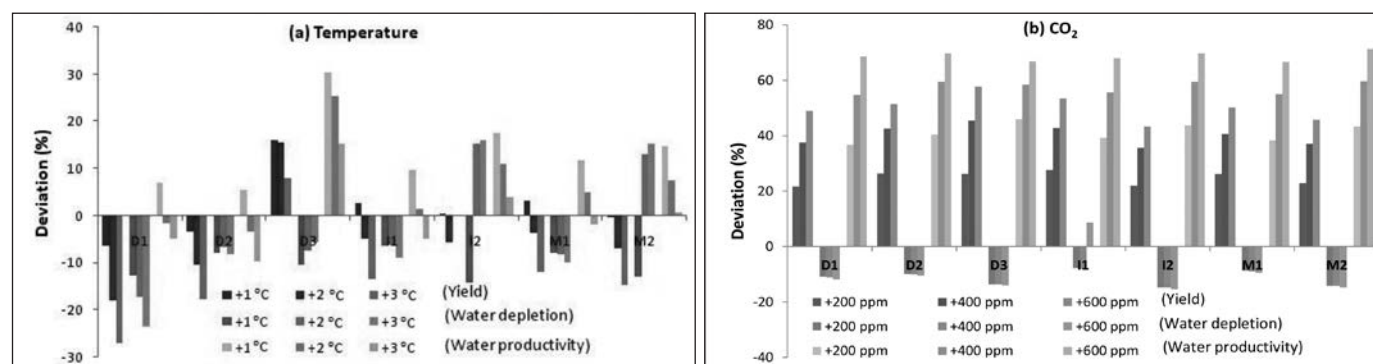 (a) Temperature
40
30
20
10
0
-10
-20
-30
Deviation (%)
D1 D2 D3 I1 I2 M1 M2
+1 °C +2 °C +3 °C (Yield)
+1 °C +2 °C +3 °C (Water depletion)
+1 °C +2 °C +3 °C (Water productivity)
(b) CO₂
80
60
40
20
0
-20
-40
Deviation (%)
D1 D2 D3 I1 I2 M1 M2
+200 ppm +400 ppm +600 ppm (Yield)
+200 ppm +400 ppm +600 ppm (Water depletion)
+200 ppm +400 ppm +600 ppm (Water productivity)